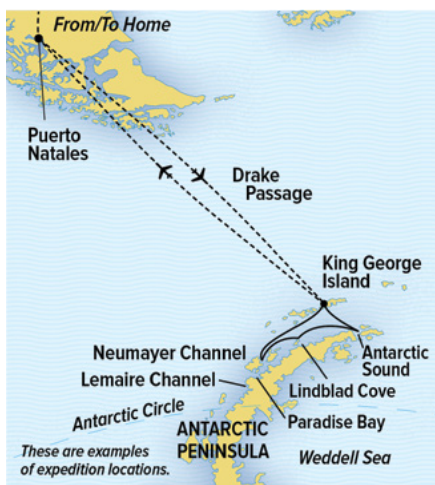 From/To Home
Puerto
Natales
Drake
Passage
King George
Island
Neumayer Channel
Antarctic
Sound
Lemaire Channel
Lindblad Cove
Antarctic Circle
Paradise Bay
ANTARCTIC
PENINSULA
These are examples
of expedition locations.
Weddell Sea